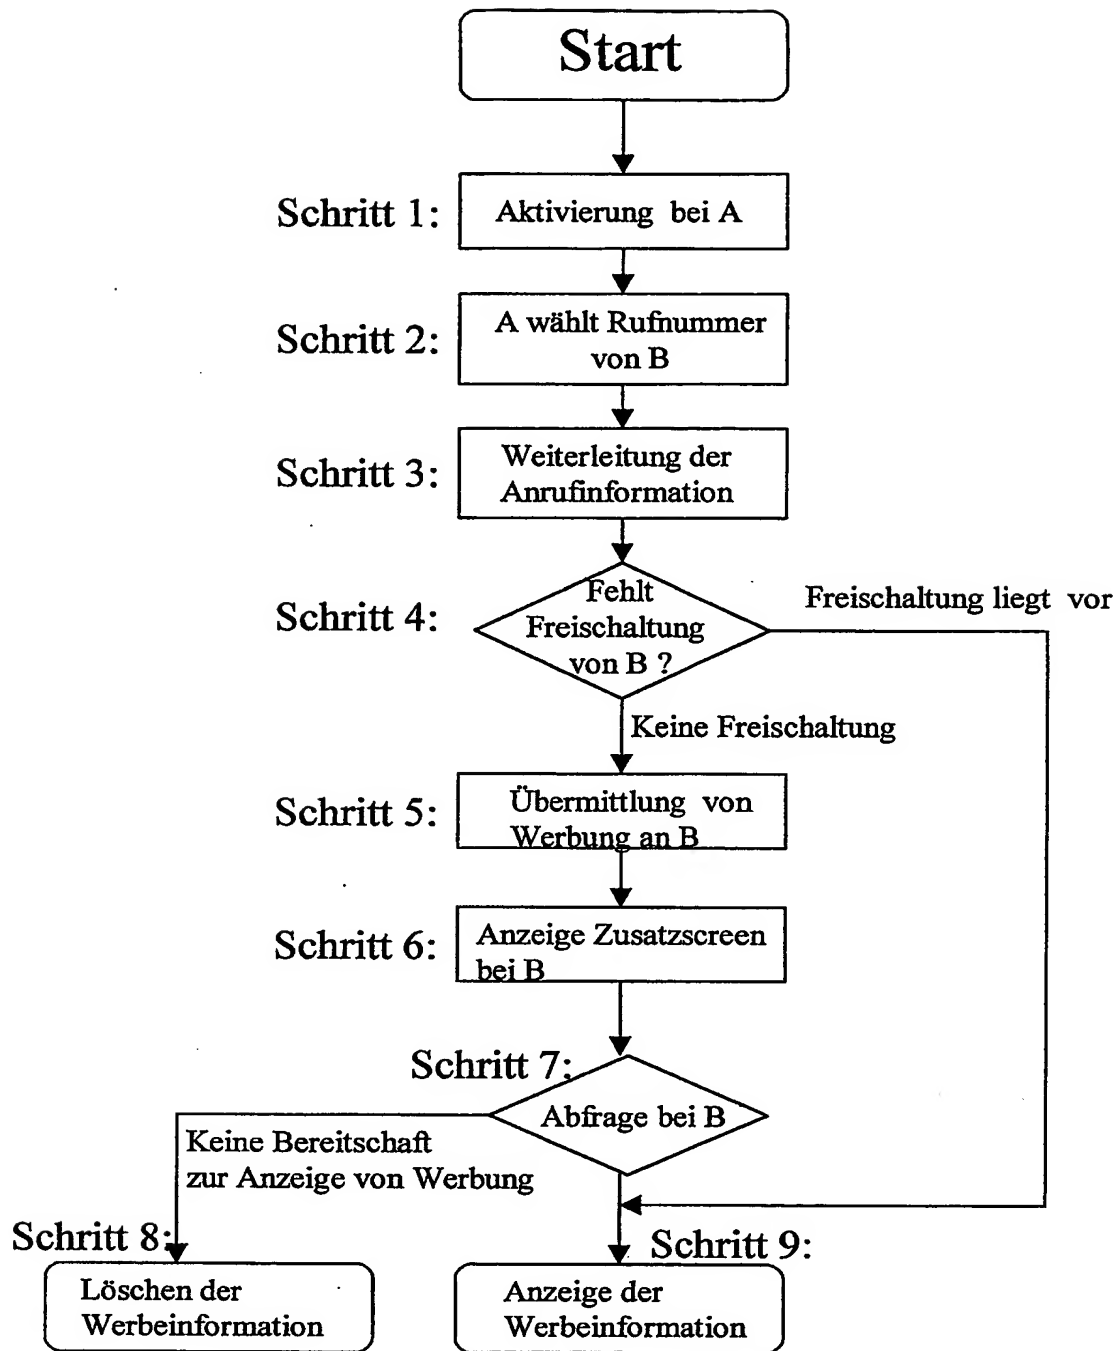 Start
Schritt 1:
Aktivierung bei A
Schritt 2:
A wählt Rufnummer
von B
Schritt 3:
Weiterleitung der
Anrufinformation
Schritt 4:
Fehlt
Freischaltung
von B ?
Freischaltung liegt vor
Keine Freischaltung
Schritt 5:
Übermittlung von
Werbung an B
Schritt 6:
Anzeige Zusatzscreen
bei B
Schritt 7:
Abfrage bei B
Keine Bereitschaft
zur Anzeige von Werbung
Schritt 8:
Löschen der
Werbeinformation
Schritt 9:
Anzeige der
Werbeinformation